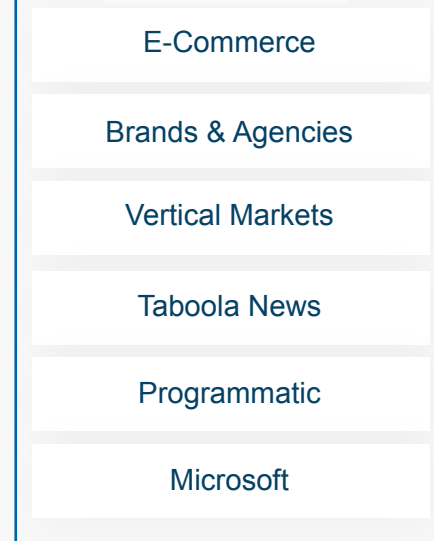 E-Commerce
Brands & Agencies
Vertical Markets
Taboola News
Programmatic
Microsoft